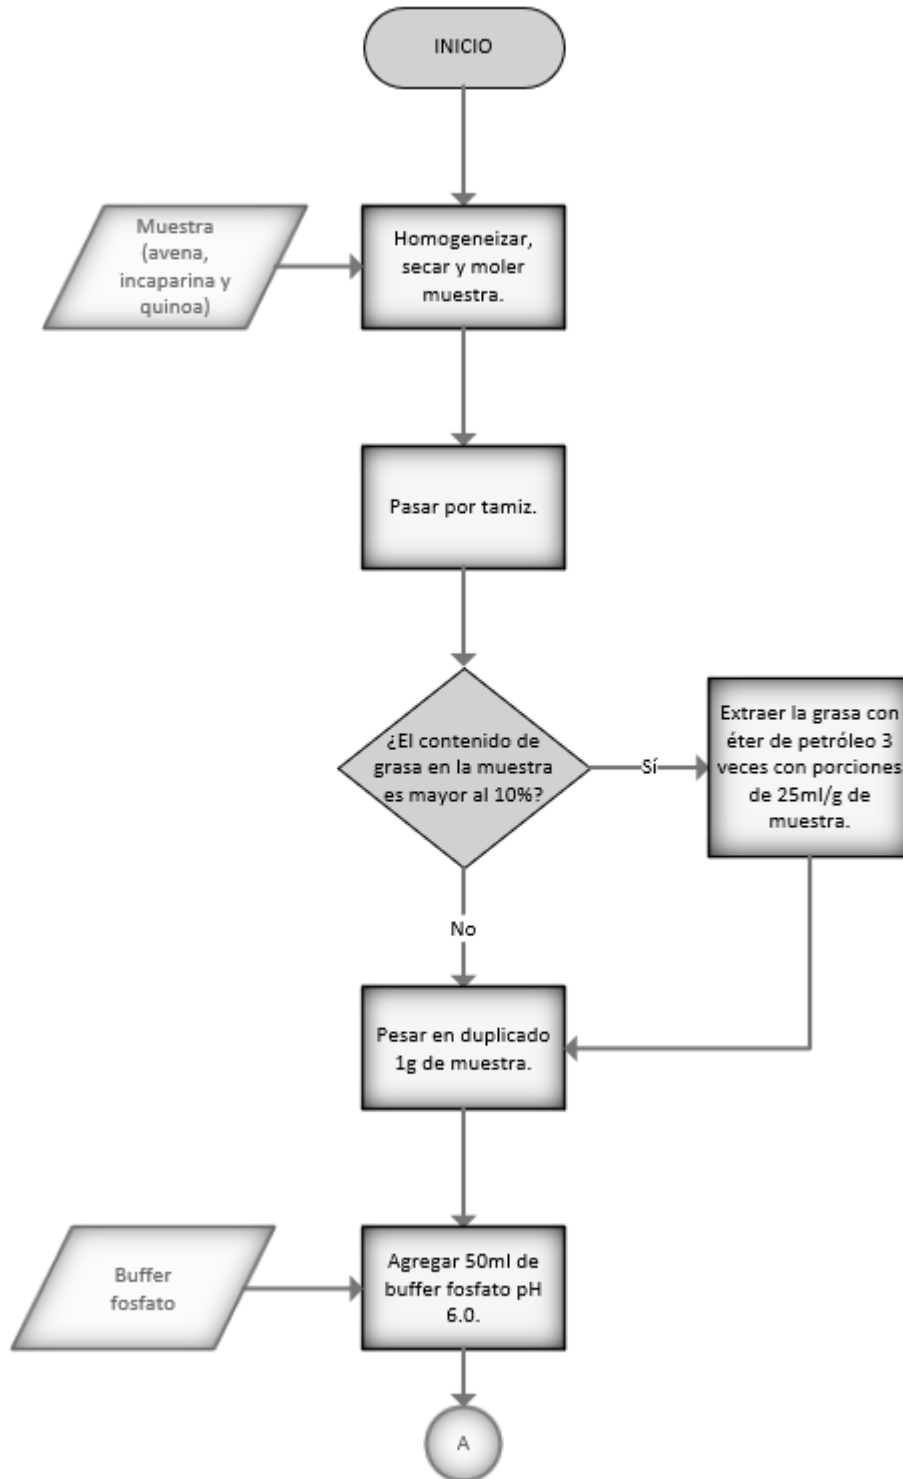 INICIO
Muestra
(avena,
incaparina y
quinoa)
Homogeneizar,
secar y moler
muestra.
Pasar por tamiz.
¿El contenido de
grasa en la muestra
es mayor al 10%?
Sí
Extraer la grasa con
éter de petróleo 3
veces con porciones
de 25ml/g de
muestra.
No
Pesar en duplicado
1g de muestra.
Buffer
fosfato
Agregar 50ml de
buffer fosfato pH
6.0.
A